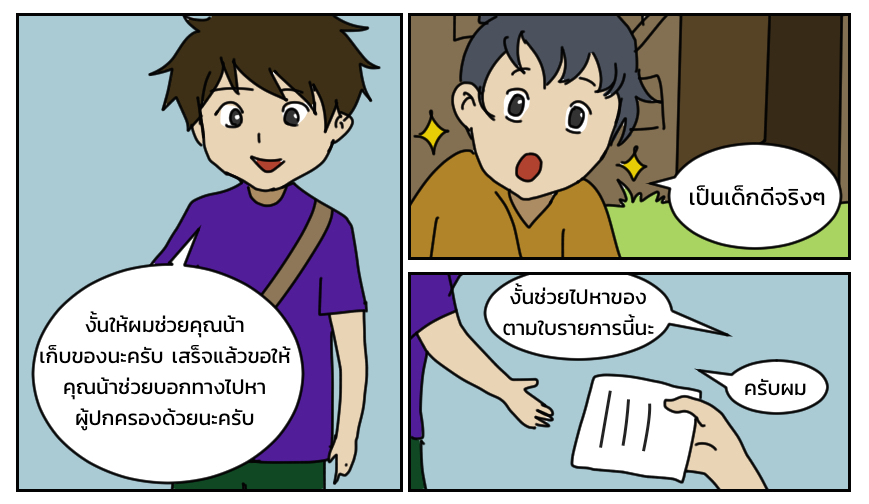 งั้นให้ผมช่วยคุณน้า
เก็บของนะครับ เสร็จแล้วขอให้
คุณน้าช่วยบอกทางไปหา
ผู้ปกครองด้วยนะครับ
เป็นเด็กดีจริงๆ
งั้นช่วยไปหาของ
ตามใบรายการนี้นะ
ครับผม